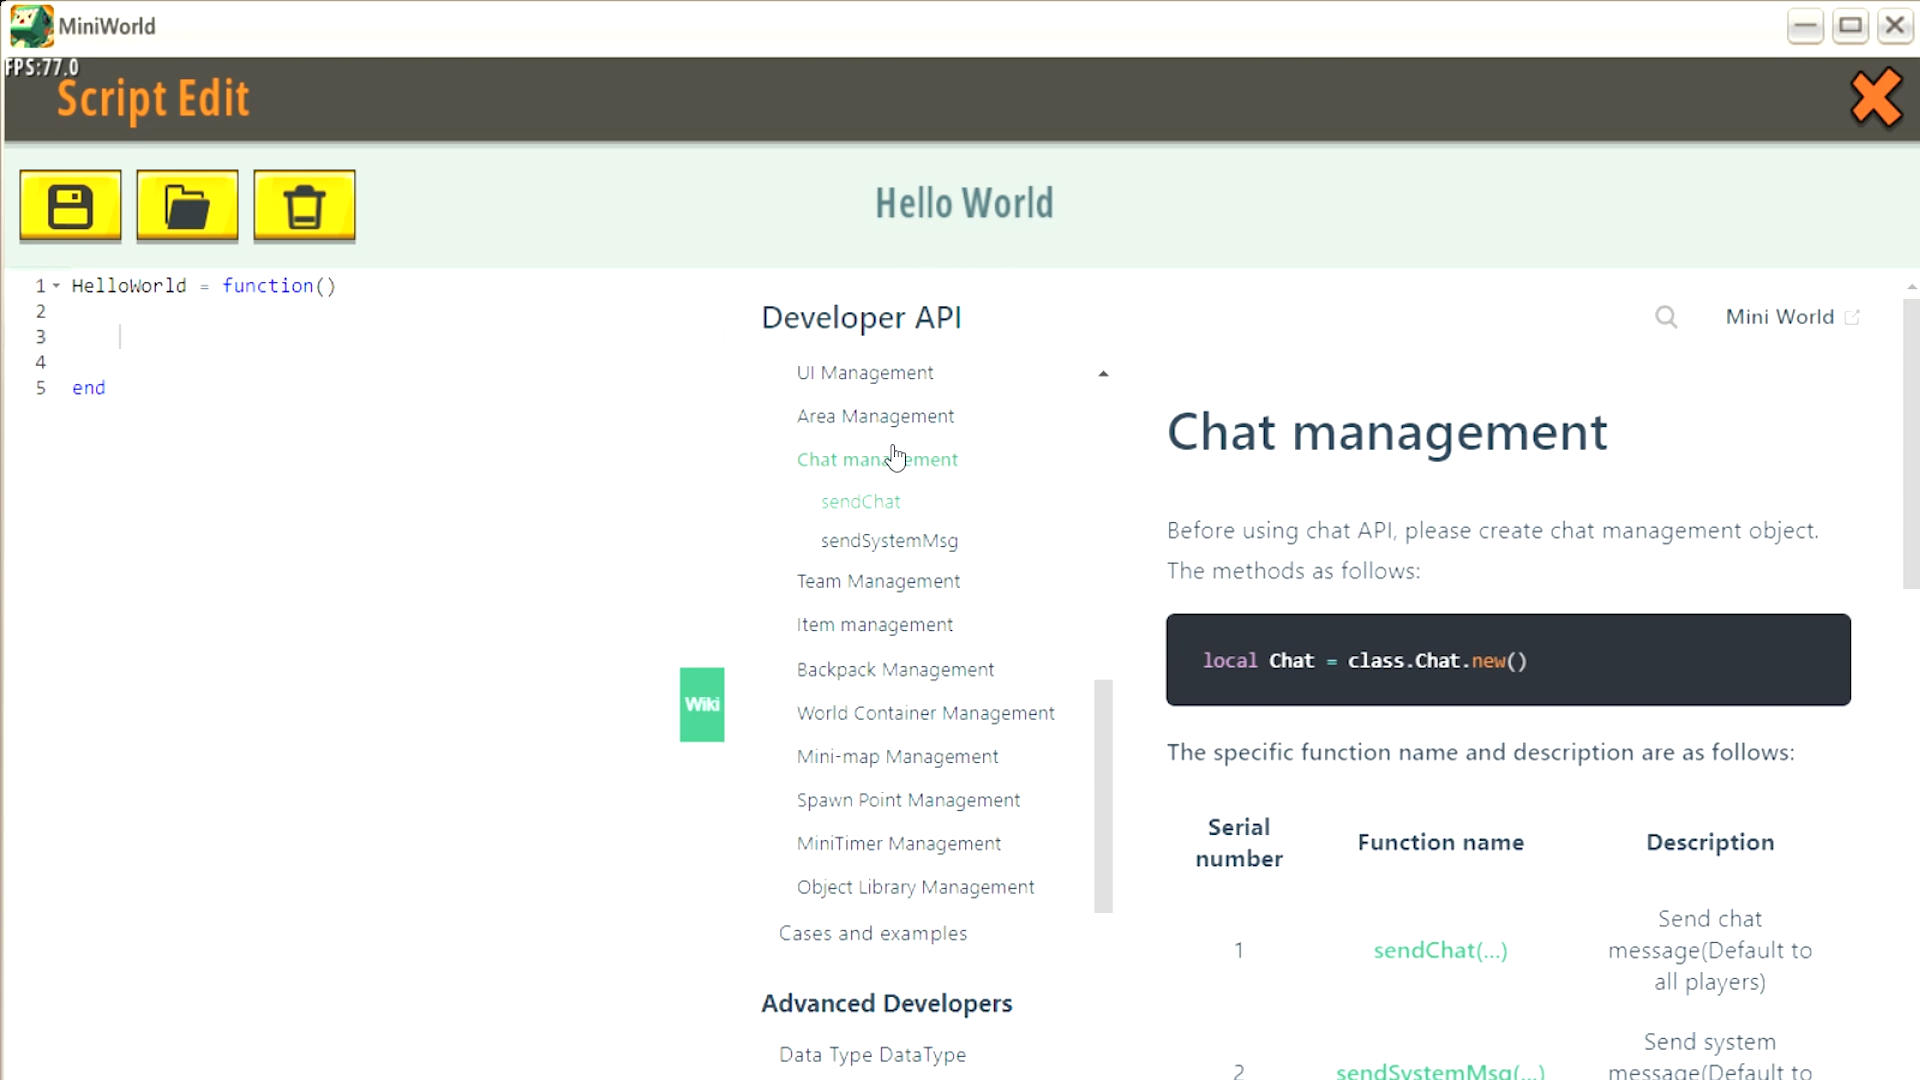 MiniWorld
FPS:77.0
Script Edit
Hello World
1 HelloWorld = function()
2
3
4
5 end
Wiki
Developer API
UI Management
Area Management
Chat management
sendChat
sendSystemMsg
Team Management
Item management
Backpack Management
World Container Management
Mini-map Management
Spawn Point Management
MiniTimer Management
Object Library Management
Cases and examples
Advanced Developers
Data Type DataType
Mini World
Chat management
Before using chat API, please create chat management object.
The methods as follows:
local Chat = class.Chat.new()
The specific function name and description are as follows:
Serial
number
Function name
Description
1
sendChat(...)
Send chat
message(Default to
all players)
2
sendSystemMsg(...)
Send system
message(Default to